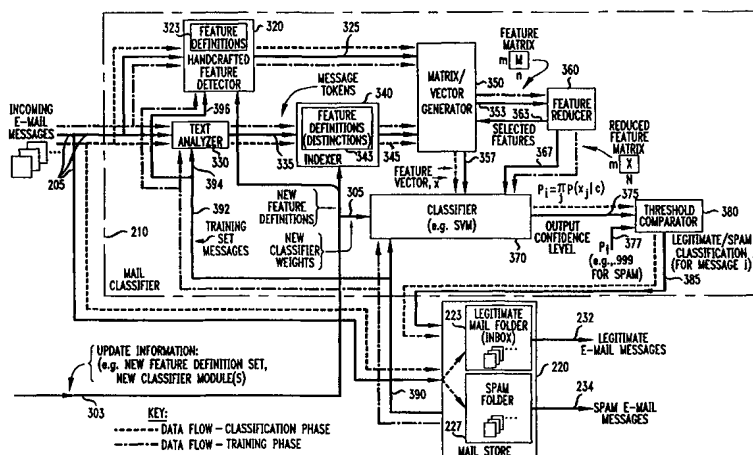 323
FEATURE
DEFINITIONS
HANDCRAFTED
FEATURE
DETECTOR
320
325
396
INCOMING
E-MAIL
MESSAGES
205
TEXT
ANALYZER
330
394
392
TRAINING
SET
MESSAGES
MESSAGE
TOKENS
335
340
FEATURE
DEFINITIONS
(DISTINCTIONS)
343
INDEXER
345
MATRIX/
VECTOR
GENERATOR
350
FEATURE
MATRIX
m M
n
353
363
SELECTED
FEATURES
357
360
FEATURE
REDUCER
367
REDUCED
FEATURE
MATRIX
m X
N
FEATURE
VECTOR, x
NEW
FEATURE
DEFINITIONS
305
NEW
CLASSIFIER
WEIGHTS
CLASSIFIER
(e.g. SVM)
370
Pi=π P(xj|c)
j
375
OUTPUT
CONFIDENCE
LEVEL
THRESHOLD
COMPARATOR
380
377
(e.g., .999
FOR SPAM)
LEGITIMATE/SPAM
CLASSIFICATION
(FOR MESSAGE i)
385
210
MAIL
CLASSIFIER
UPDATE INFORMATION:
(e.g. NEW FEATURE DEFINITION SET,
NEW CLASSIFIER MODULE(S)
303
390
223
LEGITIMATE
MAIL FOLDER
(INBOX)
220
232
LEGITIMATE
E-MAIL MESSAGES
SPAM
FOLDER
227
MAIL STORE
234
SPAM E-MAIL
MESSAGES
KEY:
DATA FLOW-CLASSIFICATION PHASE
DATA FLOW-TRAINING PHASE